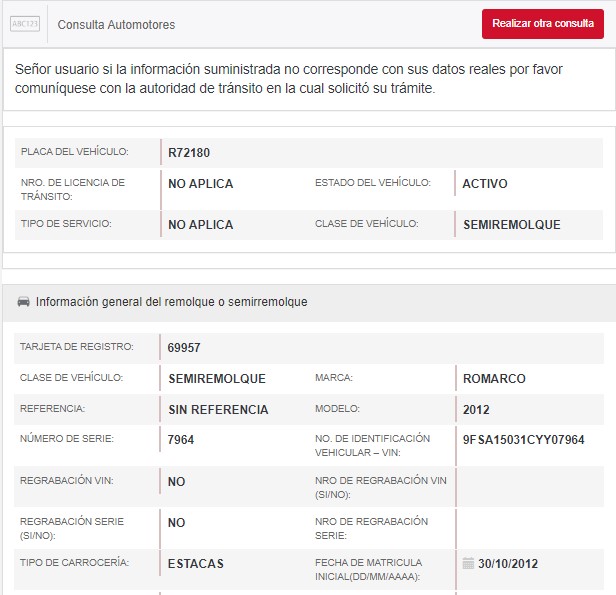 ABC123 Consulta Automotores Realizar otra consulta
Señor usuario si la información suministrada no corresponde con sus datos reales por favor
comuníquese con la autoridad de tránsito en la cual solicitó su trámite.
PLACA DEL VEHÍCULO: R72180
NRO. DE LICENCIA DE TRÁNSITO: NO APLICA ESTADO DEL VEHÍCULO: ACTIVO
TIPO DE SERVICIO: NO APLICA CLASE DE VEHÍCULO: SEMIREMOLQUE
Información general del remolque o semirremolque
TARJETA DE REGISTRO: 69957
CLASE DE VEHÍCULO: SEMIREMOLQUE MARCA: ROMARCO
REFERENCIA: SIN REFERENCIA MODELO: 2012
NÚMERO DE SERIE: 7964 NO. DE IDENTIFICACIÓN VEHICULAR – VIN: 9FSA15031CYY07964
REGRABACIÓN VIN: NO NRO DE REGRABACIÓN VIN (SI/NO):
REGRABACIÓN SERIE (SI/NO): NO NRO DE REGRABACIÓN SERIE:
TIPO DE CARROCERÍA: ESTACAS FECHA DE MATRICULA INICIAL(DD/MM/AAAA): 30/10/2012